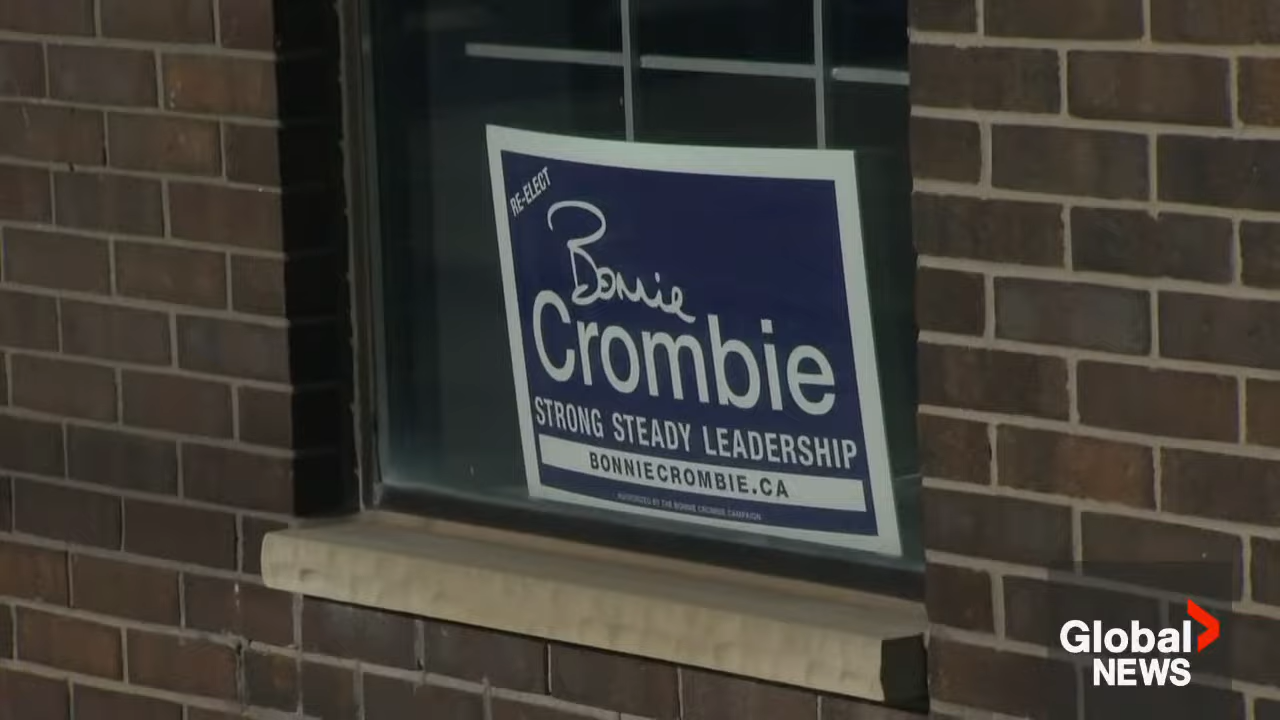 RE-ELECT
Bonnie
Crombie
STRONG STEADY LEADERSHIP
BONNIECROMBIE.CA
AUTHORIZED BY THE BONNIE CROMBIE CAMPAIGN
Global
NEWS